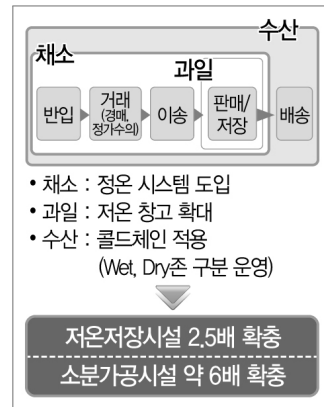 수산
채소
과일
반입
거래
(경매,
정가수의)
이송
판매/
저장
배송
• 채소 : 정온 시스템 도입
• 과일 : 저온 창고 확대
• 수산 : 콜드체인 적용
(Wet, Dry존 구분 운영)
저온저장시설 2.5배 확충
소분가공시설 약 6배 확충